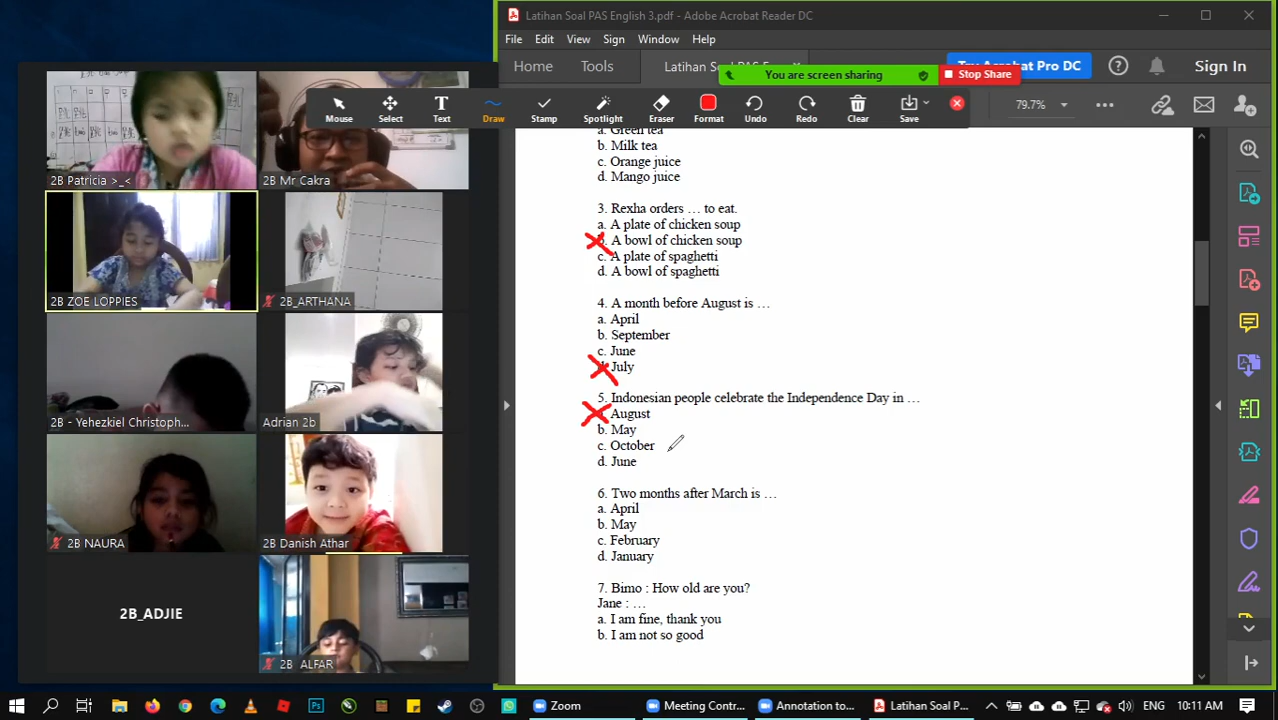 Latihan Soal PAS English 3.pdf - Adobe Acrobat Reader DC
File Edit View Sign Window Help
Home Tools Latihan Soal PAS E
Try Acrobat Pro DC
Sign In
You are screen sharing
Stop Share
Mouse Select Text Draw Stamp Spotlight Eraser Format Undo Redo Clear Save
79.7%
a. Green tea
b. Milk tea
c. Orange juice
d. Mango juice
3. Rexha orders … to eat.
a. A plate of chicken soup
b. A bowl of chicken soup
c. A plate of spaghetti
d. A bowl of spaghetti
4. A month before August is …
a. April
b. September
c. June
July
5. Indonesian people celebrate the Independence Day in …
August
b. May
c. October
d. June
6. Two months after March is …
a. April
b. May
c. February
d. January
7. Bimo : How old are you?
Jane : …
a. I am fine, thank you
b. I am not so good
2B Patricia >_<
2B Mr Cakra
2B ZOE LOPPIES
2B_ARTHANA
2B - Yehezkiel Christoph...
Adrian 2b
2B NAURA
2B Danish Athar
2B_ADJIE
2B_ALFAR
Zoom
Meeting Contr...
Annotation to...
Latihan Soal P...
ENG
10:11 AM